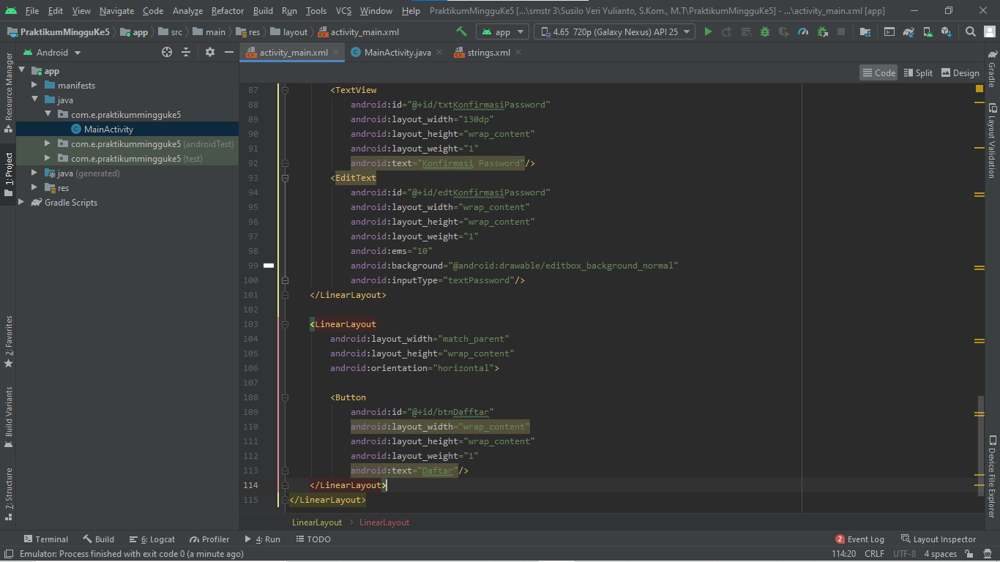 File Edit View Navigate Code Analyze Refactor Build Run Tools VCS Window Help PraktikumMingguKe5 [...\smstr 3\Susilo Veri Yulianto, S.Kom., M.T\PraktikumMingguKe5] - ...\activity_main.xml [app]
PraktikumMingguKe5 app src main res layout activity_main.xml app 4.65 720p (Galaxy Nexus) API 25
Android activity_main.xml MainActivity.java strings.xml
Code Split Design
Resource Manager
1: Project
2: Favorites
Build Variants
7: Structure
app
manifests
java
com.e.praktikummingguke5
MainActivity
com.e.praktikummingguke5 (androidTest)
com.e.praktikummingguke5 (test)
java (generated)
res
Gradle Scripts
87 <TextView
88 android:id="@+id/txtKonfirmasiPassword"
89 android:layout_width="130dp"
90 android:layout_height="wrap_content"
91 android:layout_weight="1"
92 android:text="Konfirmasi Password"/>
93 <EditText
94 android:id="@+id/edtKonfirmasiPassword"
95 android:layout_width="wrap_content"
96 android:layout_height="wrap_content"
97 android:layout_weight="1"
98 android:ems="10"
99 android:background="@android:drawable/editbox_background_normal"
100 android:inputType="textPassword"/>
101 </LinearLayout>
102
103 <LinearLayout
104 android:layout_width="match_parent"
105 android:layout_height="wrap_content"
106 android:orientation="horizontal">
107
108 <Button
109 android:id="@+id/btnDafftar"
110 android:layout_width="wrap_content"
111 android:layout_height="wrap_content"
112 android:layout_weight="1"
113 android:text="Daftar"/>
114 </LinearLayout>
115 </LinearLayout>
LinearLayout LinearLayout
Gradle
Layout Validation
Device File Explorer
Terminal Build 6: Logcat Profiler 4: Run TODO 2 Event Log Layout Inspector
Emulator: Process finished with exit code 0 (a minute ago) 114:20 CRLF UTF-8 4 spaces